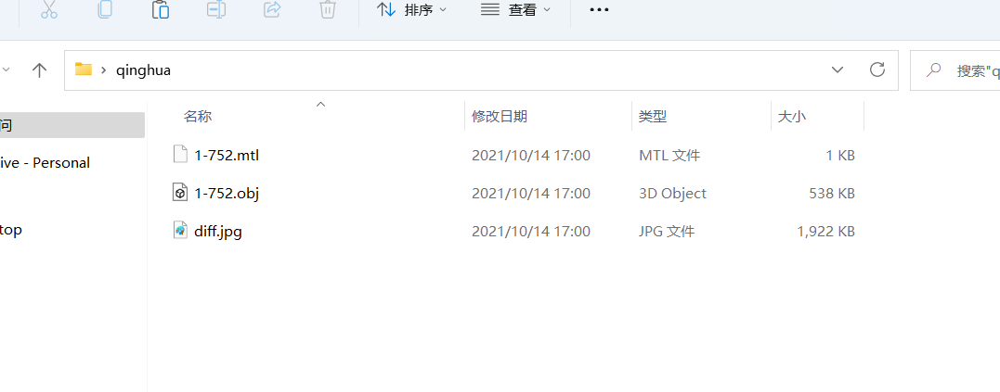 排序 查看
qinghua 搜索"q
名称 修改日期 类型 大小
问
1-752.mtl 2021/10/14 17:00 MTL 文件 1 KB
ive - Personal
1-752.obj 2021/10/14 17:00 3D Object 538 KB
top
diff.jpg 2021/10/14 17:00 JPG 文件 1,922 KB